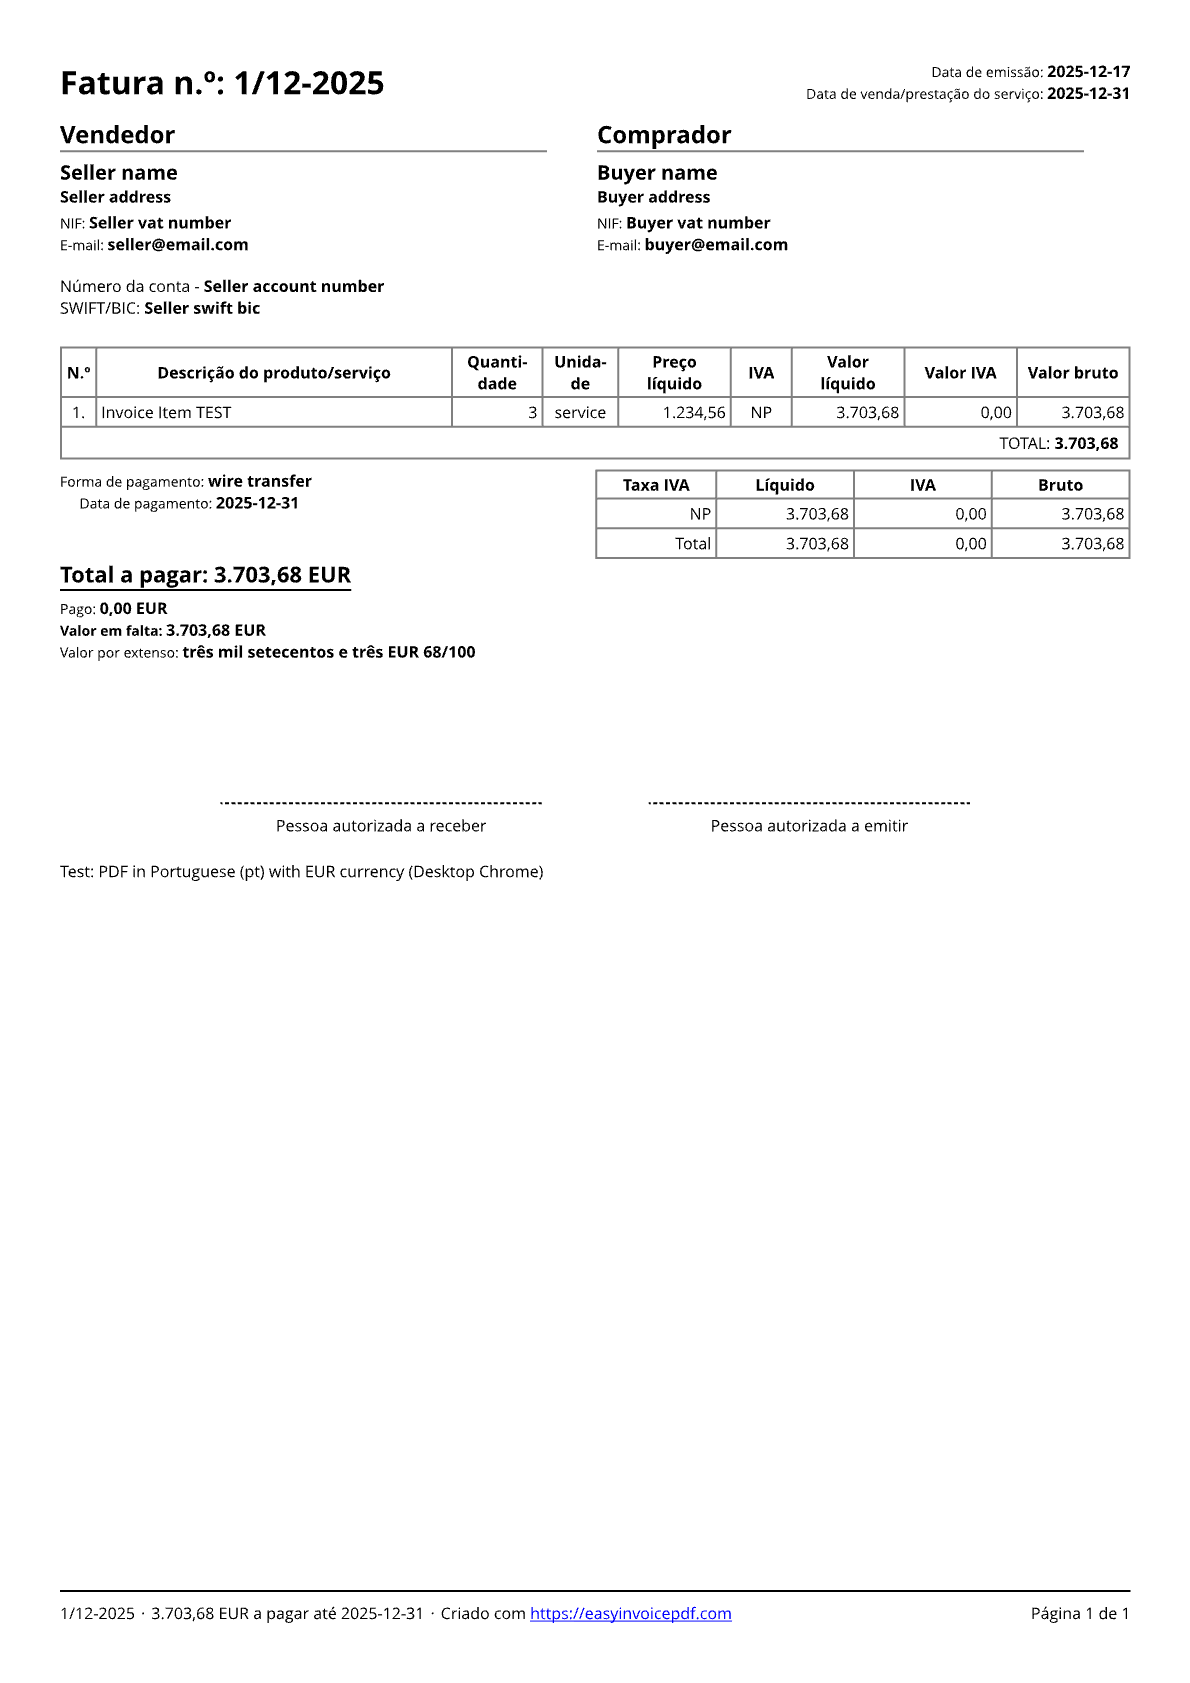 Fatura n.º: 1/12-2025
Data de emissão: 2025-12-17
Data de venda/prestação do serviço: 2025-12-31
Vendedor
Seller name
Seller address
NIF: Seller vat number
E-mail: seller@email.com
Número da conta - Seller account number
SWIFT/BIC: Seller swift bic
Comprador
Buyer name
Buyer address
NIF: Buyer vat number
E-mail: buyer@email.com
N.º Descrição do produto/serviço Quanti-dade Unida-de Preço líquido IVA Valor líquido Valor IVA Valor bruto
1. Invoice Item TEST 3 service 1.234,56 NP 3.703,68 0,00 3.703,68
TOTAL: 3.703,68
Forma de pagamento: wire transfer
Data de pagamento: 2025-12-31
Taxa IVA Líquido IVA Bruto
NP 3.703,68 0,00 3.703,68
Total 3.703,68 0,00 3.703,68
Total a pagar: 3.703,68 EUR
Pago: 0,00 EUR
Valor em falta: 3.703,68 EUR
Valor por extenso: três mil setecentos e três EUR 68/100
Pessoa autorizada a receber
Pessoa autorizada a emitir
Test: PDF in Portuguese (pt) with EUR currency (Desktop Chrome)
1/12-2025 · 3.703,68 EUR a pagar até 2025-12-31 · Criado com https://easyinvoicepdf.com
Página 1 de 1